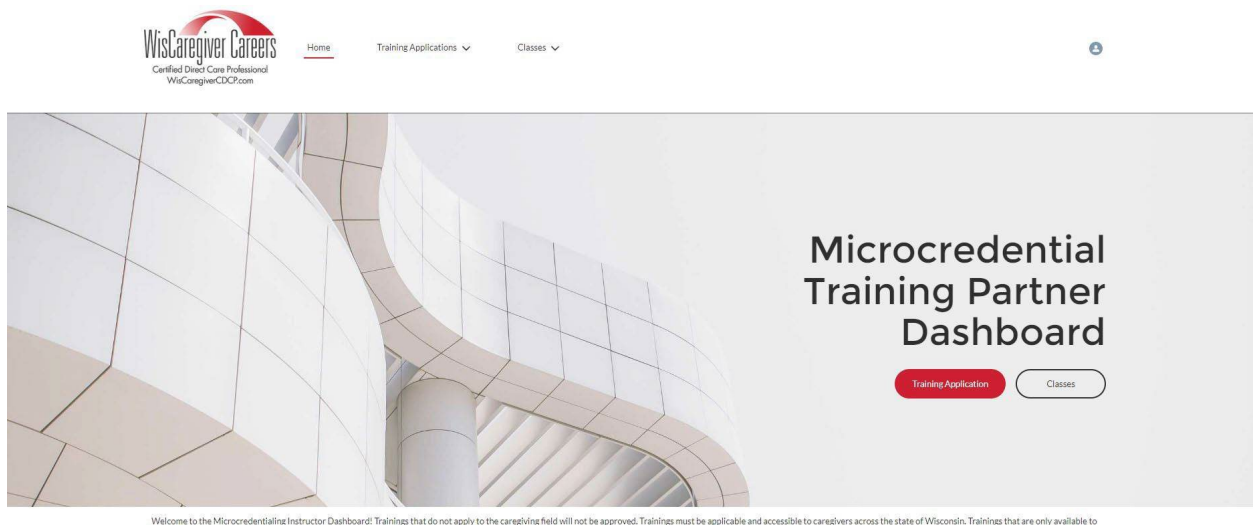 WisCaregiver Careers
Certified Direct Care Professional
WisCaregiverCDCP.com
Home
Training Applications
Classes
Microcredential
Training Partner
Dashboard
Training Application
Classes
Welcome to the Microcredentialing Instructor Dashboard! Trainings that do not apply to the caregiving field will not be approved. Trainings must be applicable and accessible to caregivers across the state of Wisconsin. Trainings that are only available to